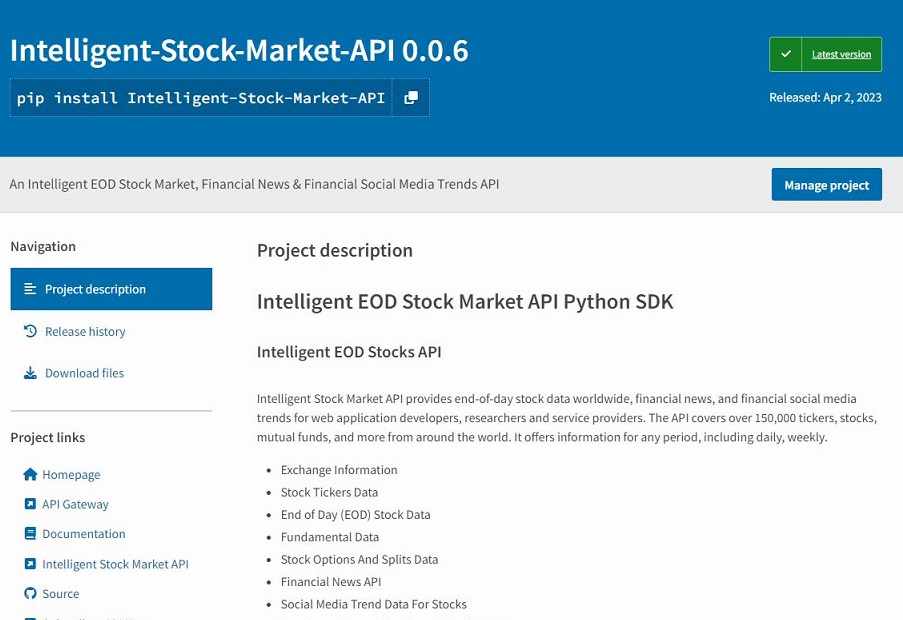 Intelligent-Stock-Market-API 0.0.6
pip install Intelligent-Stock-Market-API
Latest version
Released: Apr 2, 2023
An Intelligent EOD Stock Market, Financial News & Financial Social Media Trends API
Manage project
Navigation
Project description
Release history
Download files
Project links
Homepage
API Gateway
Documentation
Intelligent Stock Market API
Source
Project description
Intelligent EOD Stock Market API Python SDK
Intelligent EOD Stocks API
Intelligent Stock Market API provides end-of-day stock data worldwide, financial news, and financial social media
trends for web application developers, researchers and service providers. The API covers over 150,000 tickers, stocks,
mutual funds, and more from around the world. It offers information for any period, including daily, weekly.
Exchange Information
Stock Tickers Data
End of Day (EOD) Stock Data
Fundamental Data
Stock Options And Splits Data
Financial News API
Social Media Trend Data For Stocks